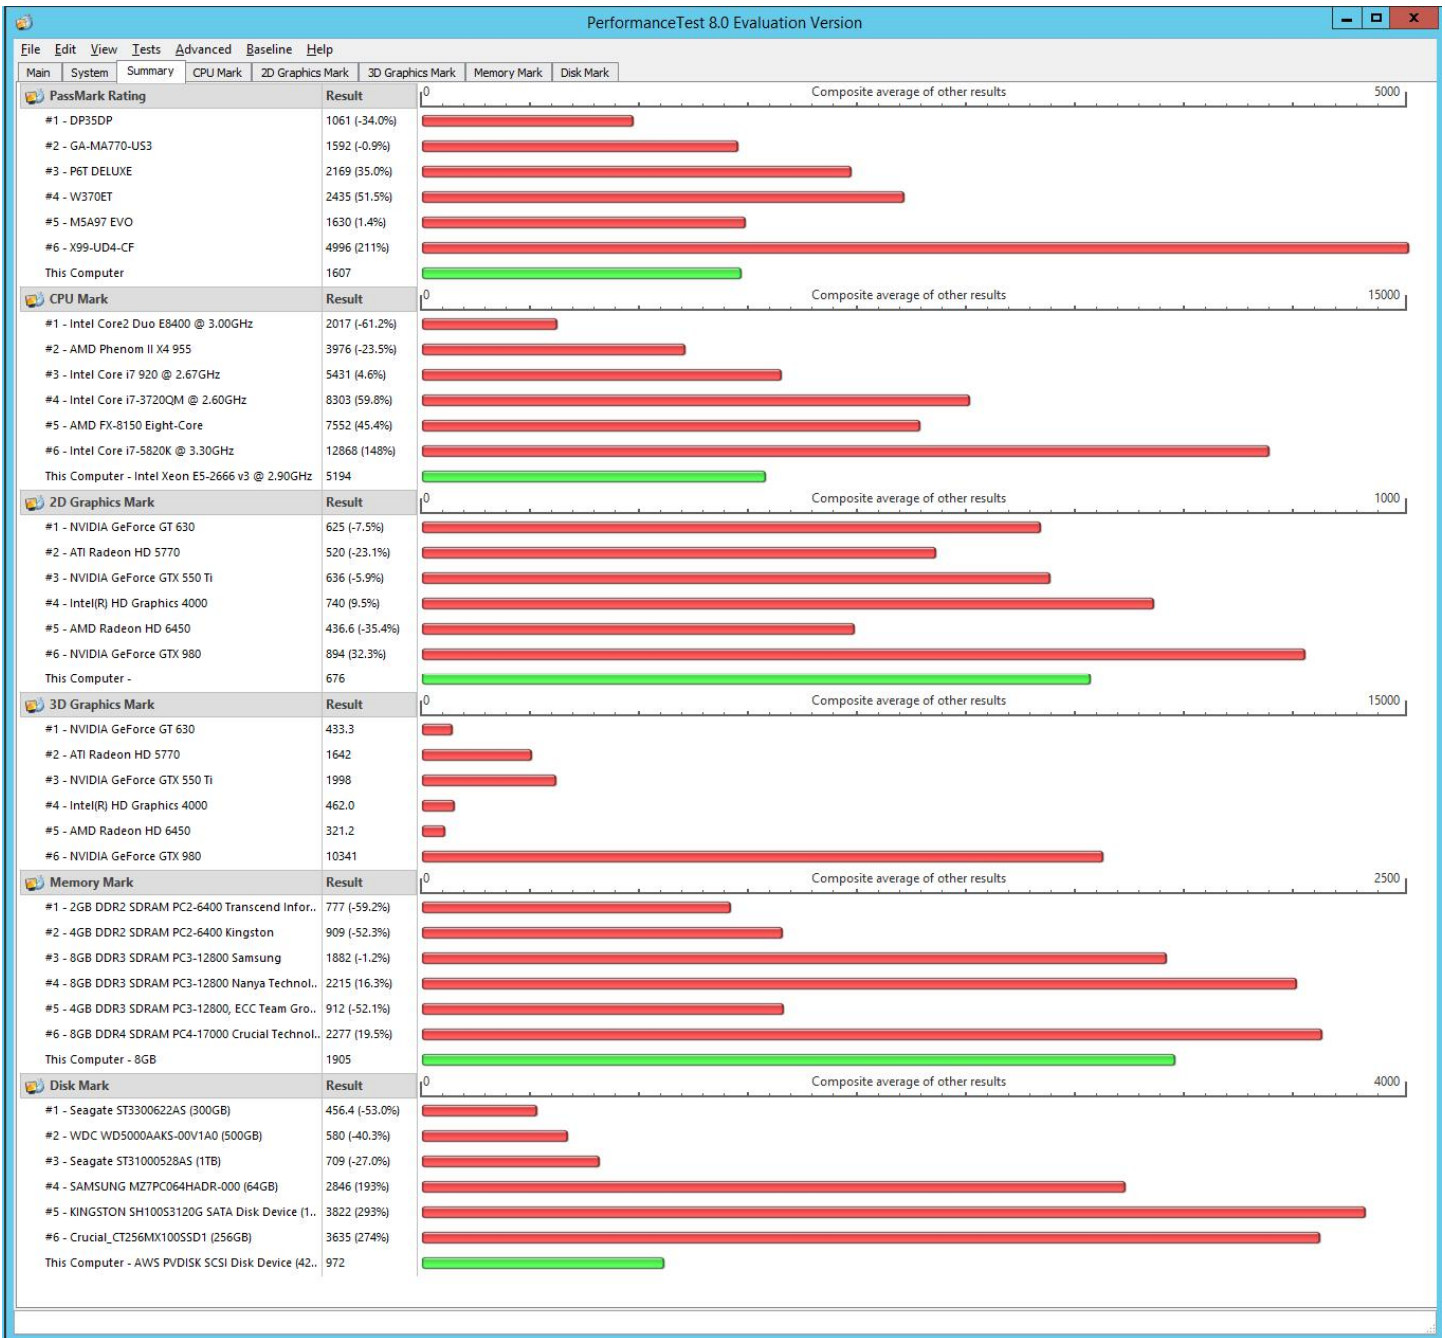 PerformanceTest 8.0 Evaluation Version
File Edit View Tests Advanced Baseline Help
Main System Summary CPU Mark 2D Graphics Mark 3D Graphics Mark Memory Mark Disk Mark
PassMark Rating Result 0 Composite average of other results 5000
#1 - DP35DP 1061 (-34.0%)
#2 - GA-MA770-US3 1592 (-0.9%)
#3 - P6T DELUXE 2169 (35.0%)
#4 - W370ET 2435 (51.5%)
#5 - M5A97 EVO 1630 (1.4%)
#6 - X99-UD4-CF 4996 (211%)
This Computer 1607
CPU Mark Result 0 Composite average of other results 15000
#1 - Intel Core2 Duo E8400 @ 3.00GHz 2017 (-61.2%)
#2 - AMD Phenom II X4 955 3976 (-23.5%)
#3 - Intel Core i7 920 @ 2.67GHz 5431 (4.6%)
#4 - Intel Core i7-3720QM @ 2.60GHz 8303 (59.8%)
#5 - AMD FX-8150 Eight-Core 7552 (45.4%)
#6 - Intel Core i7-5820K @ 3.30GHz 12868 (148%)
This Computer - Intel Xeon E5-2666 v3 @ 2.90GHz 5194
2D Graphics Mark Result 0 Composite average of other results 1000
#1 - NVIDIA GeForce GT 630 625 (-7.5%)
#2 - ATI Radeon HD 5770 520 (-23.1%)
#3 - NVIDIA GeForce GTX 550 Ti 636 (-5.9%)
#4 - Intel(R) HD Graphics 4000 740 (9.5%)
#5 - AMD Radeon HD 6450 436.6 (-35.4%)
#6 - NVIDIA GeForce GTX 980 894 (32.3%)
This Computer - 676
3D Graphics Mark Result 0 Composite average of other results 15000
#1 - NVIDIA GeForce GT 630 433.3
#2 - ATI Radeon HD 5770 1642
#3 - NVIDIA GeForce GTX 550 Ti 1998
#4 - Intel(R) HD Graphics 4000 462.0
#5 - AMD Radeon HD 6450 321.2
#6 - NVIDIA GeForce GTX 980 10341
Memory Mark Result 0 Composite average of other results 2500
#1 - 2GB DDR2 SDRAM PC2-6400 Transcend Infor.. 777 (-59.2%)
#2 - 4GB DDR2 SDRAM PC2-6400 Kingston 909 (-52.3%)
#3 - 8GB DDR3 SDRAM PC3-12800 Samsung 1882 (-1.2%)
#4 - 8GB DDR3 SDRAM PC3-12800 Nanya Technol.. 2215 (16.3%)
#5 - 4GB DDR3 SDRAM PC3-12800, ECC Team Gro.. 912 (-52.1%)
#6 - 8GB DDR4 SDRAM PC4-17000 Crucial Technol.. 2277 (19.5%)
This Computer - 8GB 1905
Disk Mark Result 0 Composite average of other results 4000
#1 - Seagate ST3300622AS (300GB) 456.4 (-53.0%)
#2 - WDC WD5000AAKS-00V1A0 (500GB) 580 (-40.3%)
#3 - Seagate ST31000528AS (1TB) 709 (-27.0%)
#4 - SAMSUNG MZ7PC064HADR-000 (64GB) 2846 (193%)
#5 - KINGSTON SH100S3120G SATA Disk Device (1.. 3822 (293%)
#6 - Crucial_CT256MX100SSD1 (256GB) 3635 (274%)
This Computer - AWS PVDISK SCSI Disk Device (42.. 972